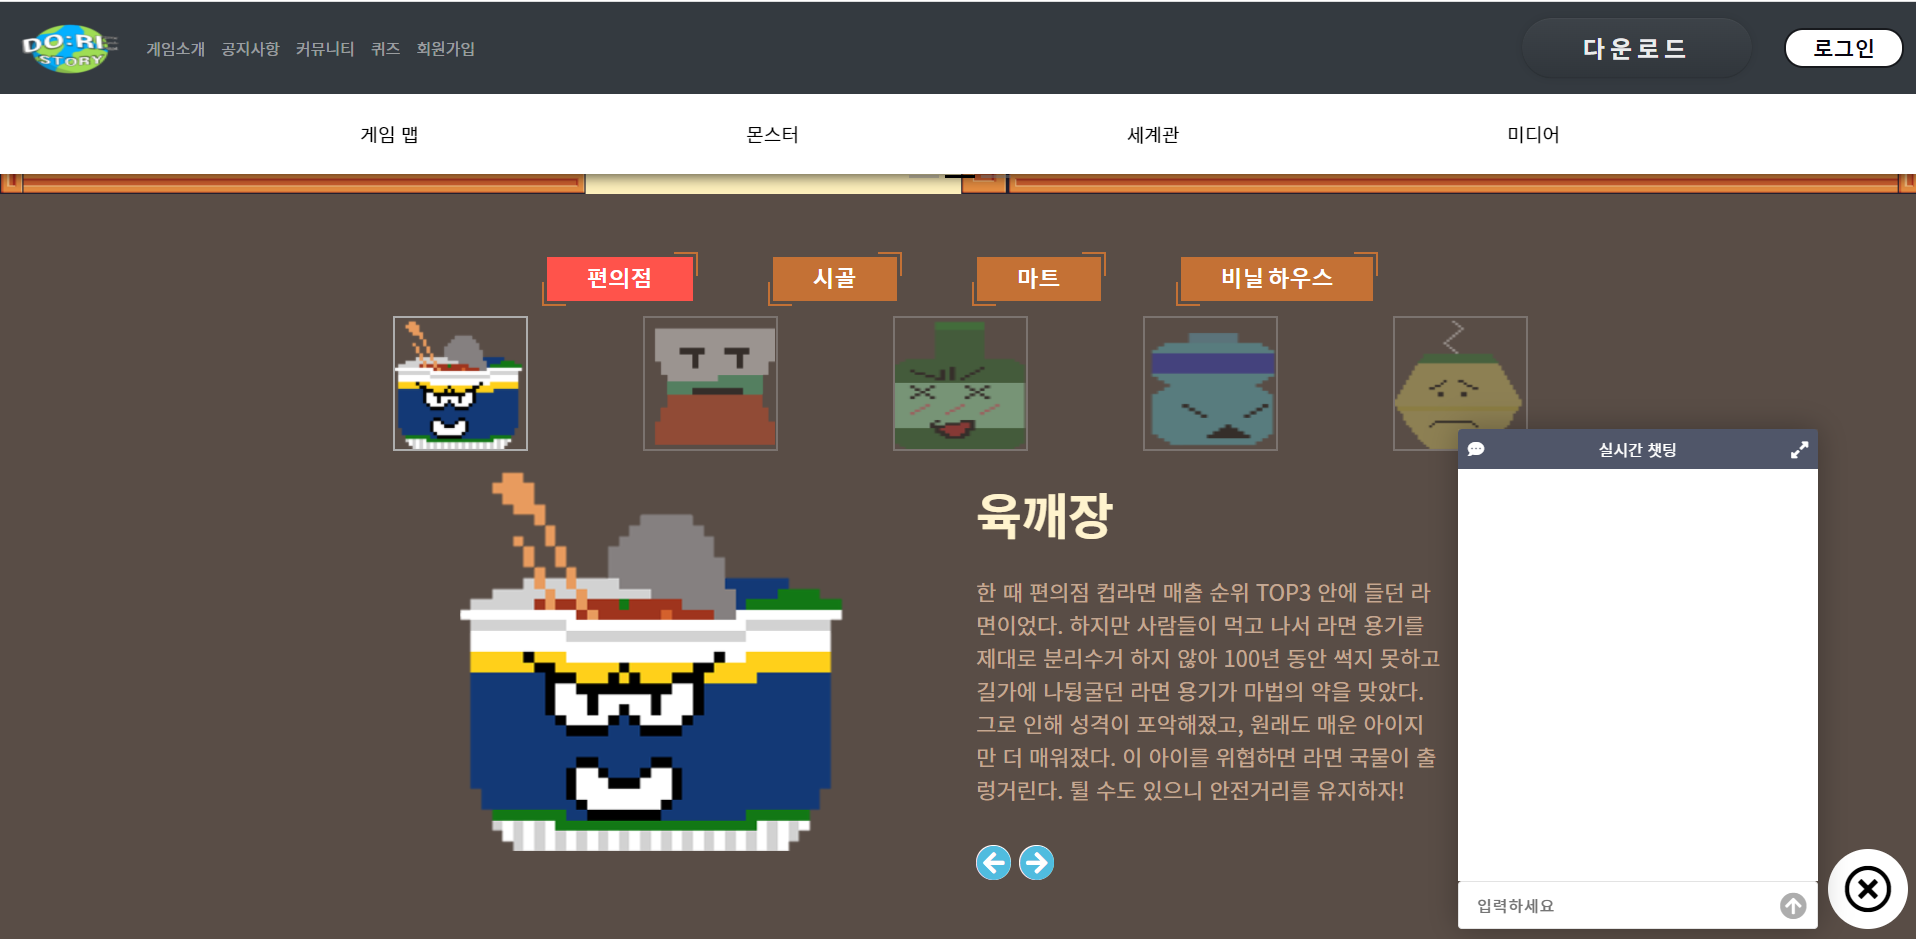 DO:RE
STORY
게임소개 공지사항 커뮤니티 퀴즈 회원가입
다운로드
로그인
게임 맵 몬스터 세계관 미디어
편의점 시골 마트 비닐 하우스
육깨장
한 때 편의점 컵라면 매출 순위 TOP3 안에 들던 라
면이었다. 하지만 사람들이 먹고 나서 라면 용기를
제대로 분리수거 하지 않아 100년 동안 썩지 못하고
길가에 나뒹굴던 라면 용기가 마법의 약을 맞았다.
그로 인해 성격이 포악해졌고, 원래도 매운 아이지
만 더 매워졌다. 이 아이를 위협하면 라면 국물이 출
렁거린다. 튈 수도 있으니 안전거리를 유지하자!
실시간 챗팅
입력하세요